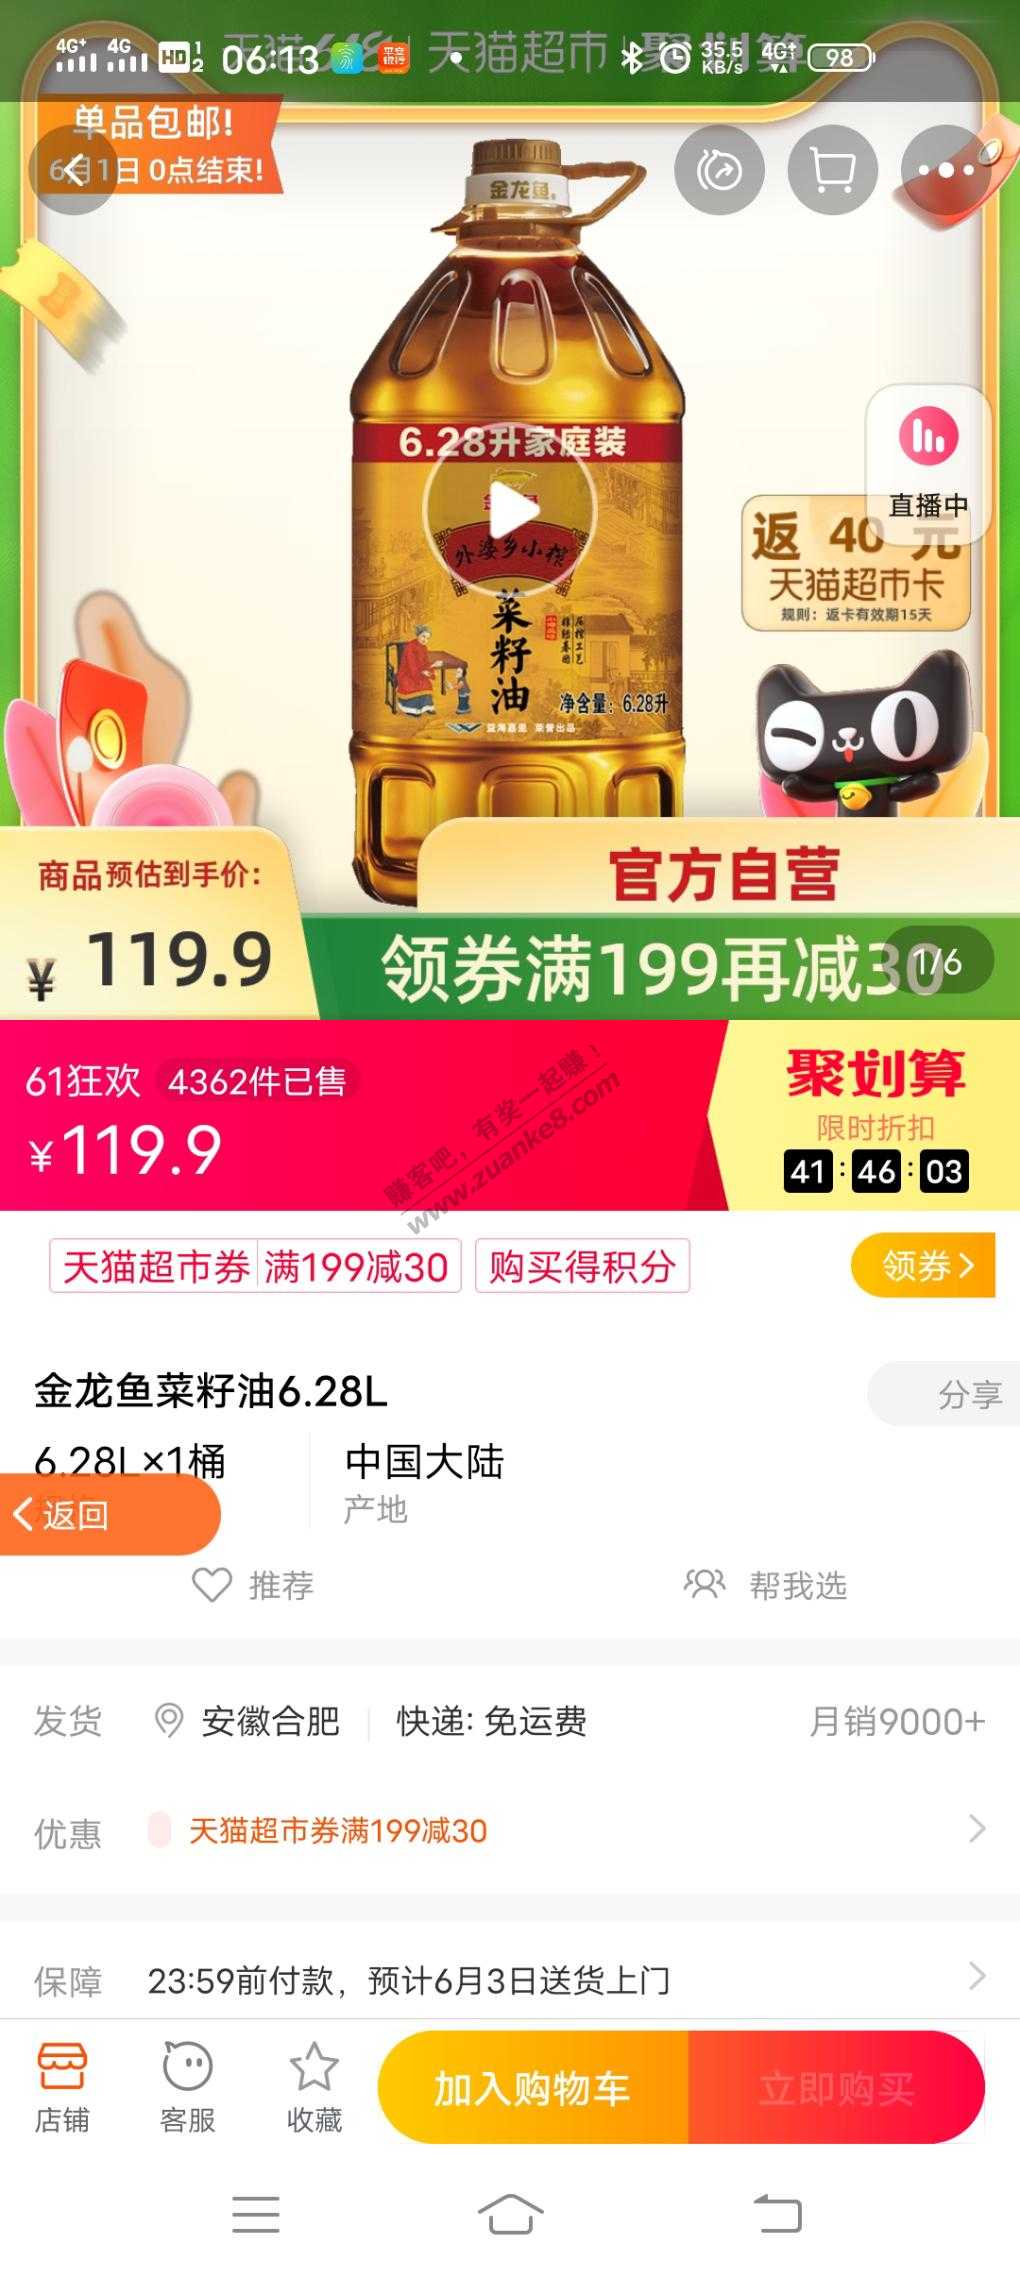 4G+ 4G HD 1 2 06:13 平安银行 35.5 KB/s 4G+ 98
天猫618 | 天猫超市 | 聚划算
单品包邮!
6月1日 0点结束!
金龙鱼
6.28升家庭装
外婆乡小榨
菜籽油
净含量：6.28升
直播中
返 40 元
天猫超市卡
规则：返卡有效期15天
商品预估到手价:
¥ 119.9
官方自营
领券满199再减30
1/6
61狂欢 4362件已售
¥119.9
聚划算
限时折扣
41:46:03
赚客吧，有奖一起赚！
www.zuanke8.com
天猫超市券 满199减30 购买得积分 领券
金龙鱼菜籽油6.28L
分享
6.28L×1桶 中国大陆
产地
返回
推荐 帮我选
发货 安徽合肥 快递: 免运费 月销9000+
优惠 天猫超市券满199减30
保障 23:59前付款，预计6月3日送货上门
店铺 客服 收藏 加入购物车 立即购买